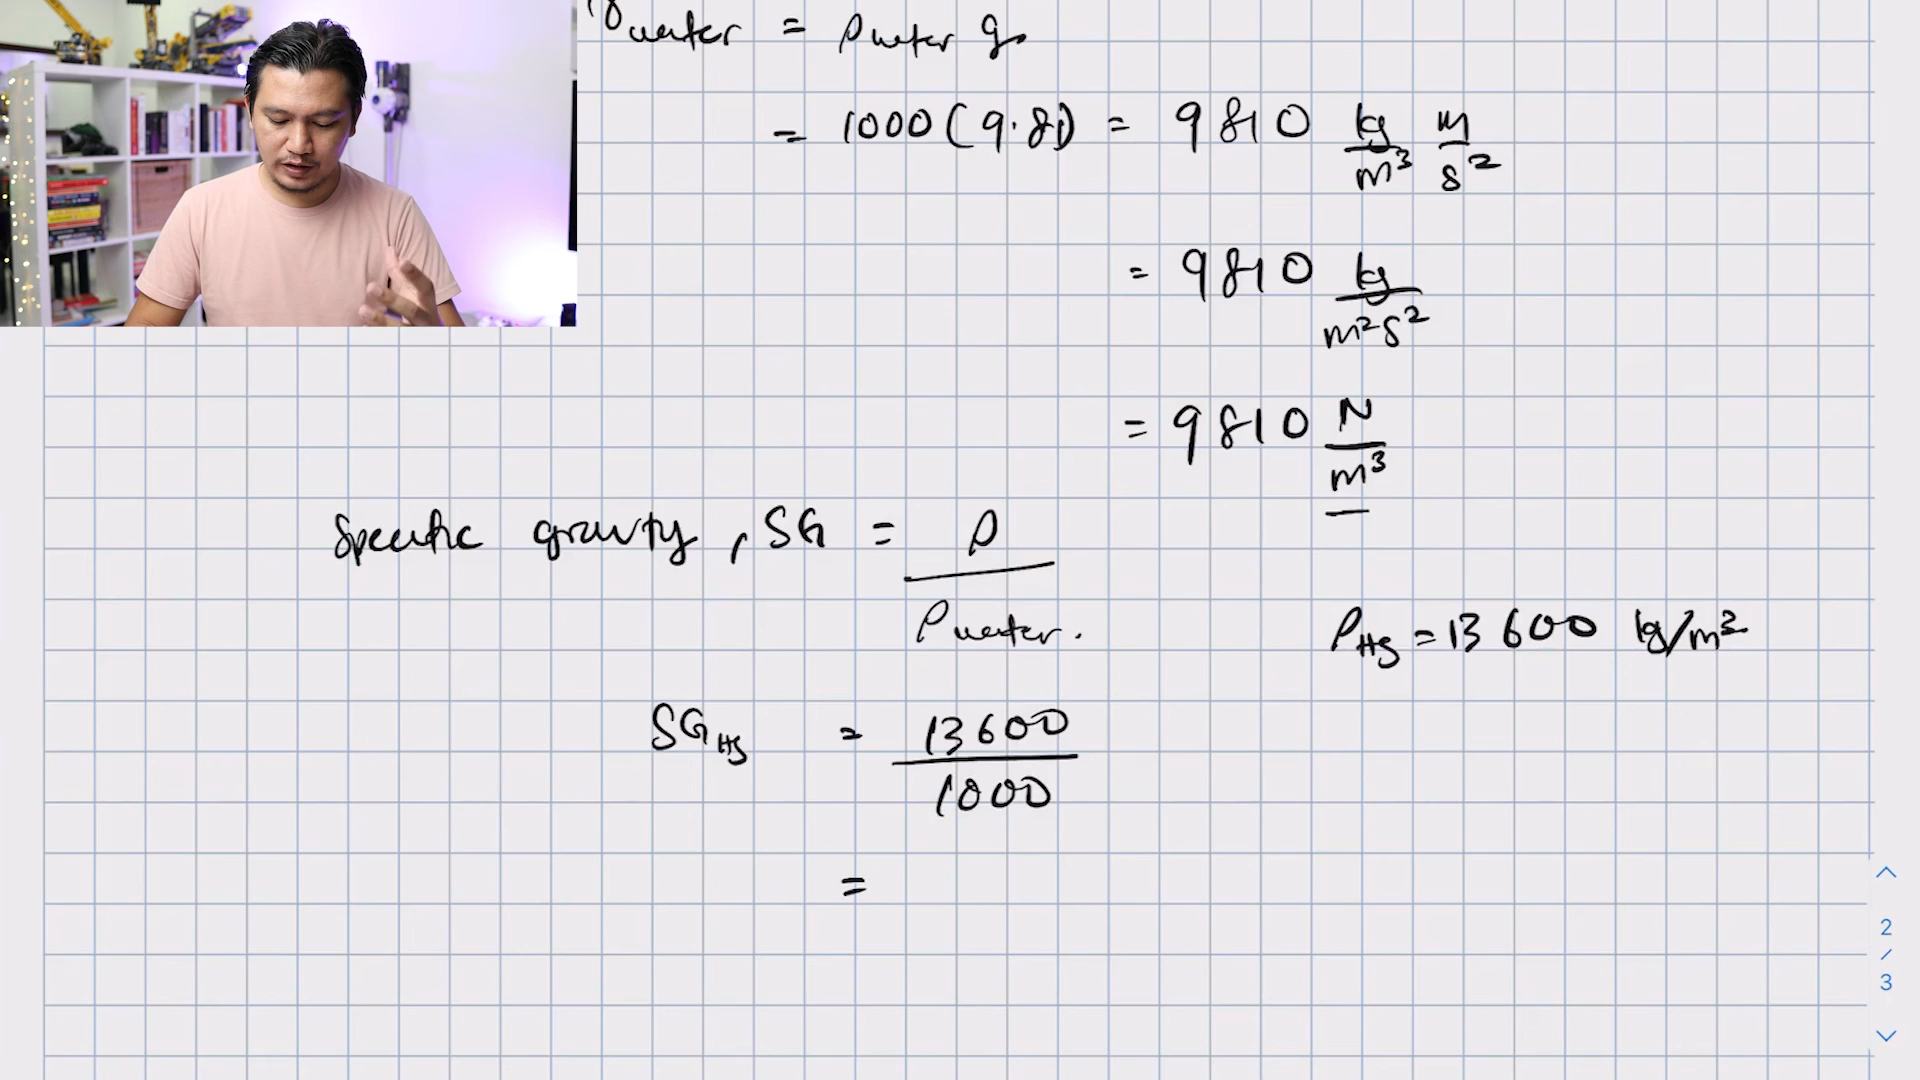 γwater = ρwater g
= 1000 (9.81) = 9810 kg/m³ m/s²
= 9810 kg/m²s²
= 9810 N/m³
Specific gravity, SG = ρ/ρwater.
ρHg = 13 600 kg/m³
SGHg = 13600/1000
=
2
/
3